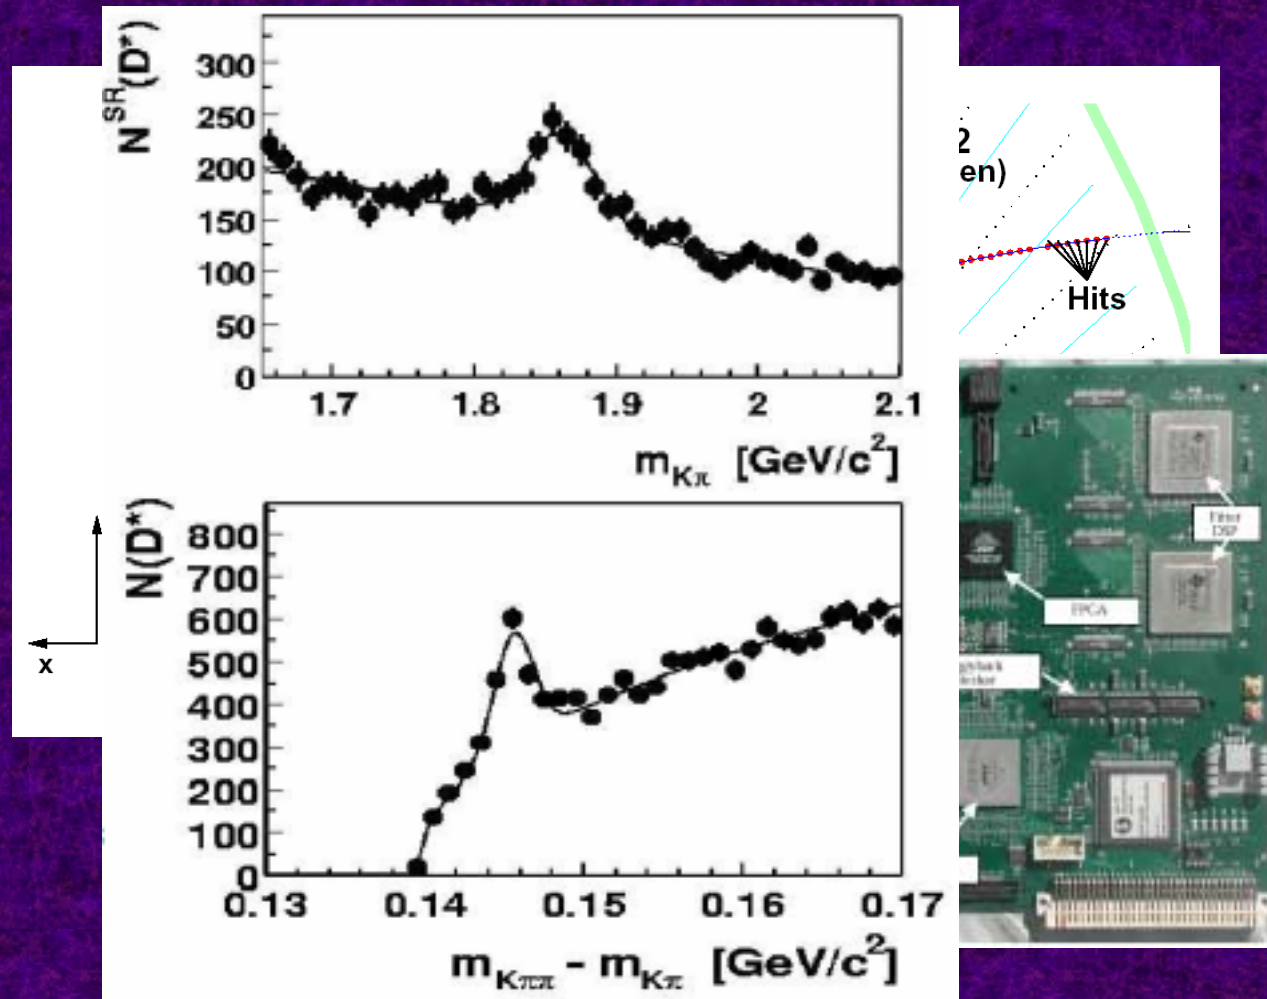 N^SR(D*)
300
250
200
150
100
50
0
1.7 1.8 1.9 2 2.1
m_Kπ [GeV/c²]
2
en)
Hits
x
N(D*)
800
700
600
500
400
300
200
100
0
0.13 0.14 0.15 0.16 0.17
m_Kππ - m_Kπ [GeV/c²]
DSP
FPGA